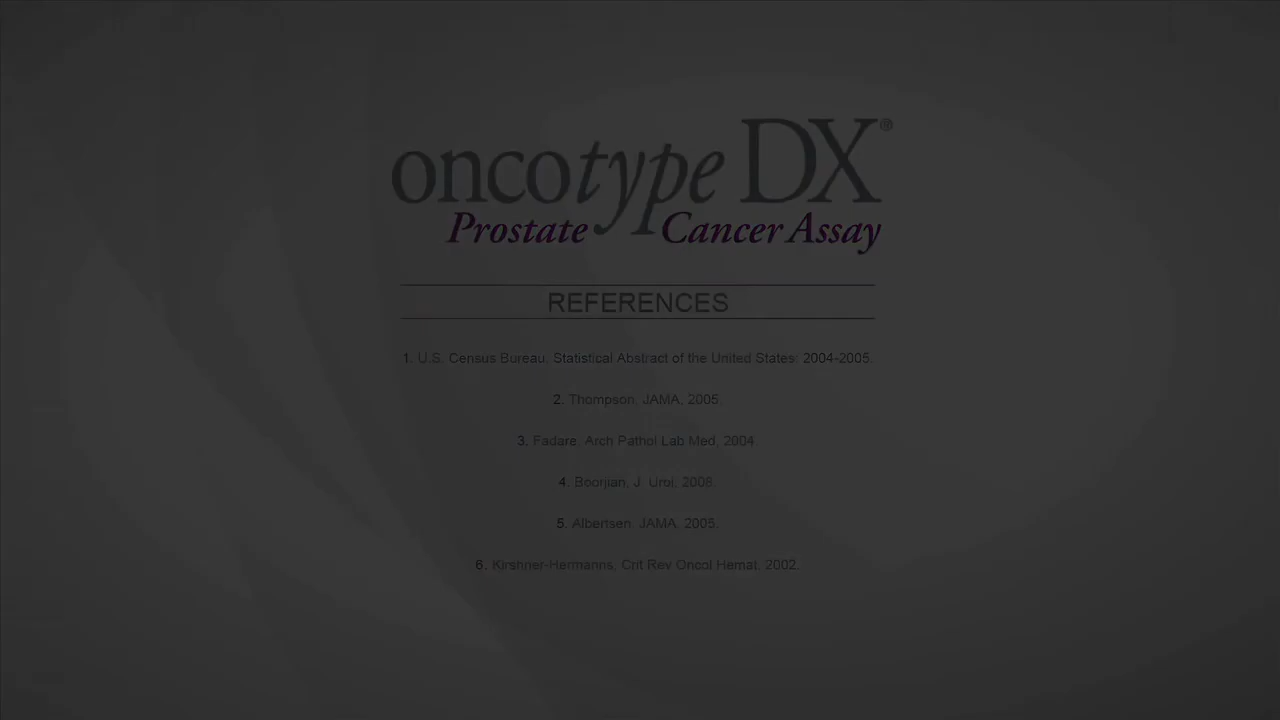 oncotype DX®
Prostate Cancer Assay
REFERENCES
1. U.S. Census Bureau. Statistical Abstract of the United States: 2004-2005.
2. Thompson. JAMA, 2005.
3. Fadare. Arch Pathol Lab Med, 2004.
4. Boorjian, J. Urol, 2008.
5. Albertsen. JAMA. 2005.
6. Kirshner-Hermanns, Crit Rev Oncol Hemat. 2002.